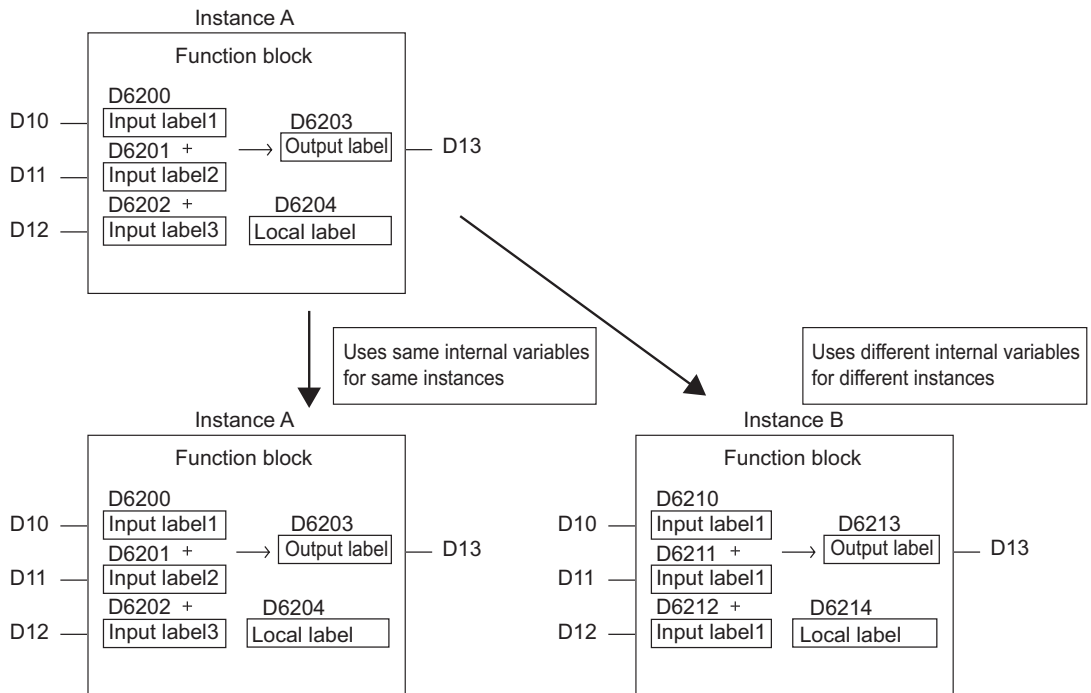 Instance A
Function block
D6200
D10
Input label1
D6203
D6201 +
Output label
D13
D11
Input label2
D6202 +
D6204
D12
Input label3
Local label
Uses same internal variables
for same instances
Uses different internal variables
for different instances
Instance A
Function block
D6200
D10
Input label1
D6203
D6201 +
Output label
D13
D11
Input label2
D6202 +
D6204
D12
Input label3
Local label
Instance B
Function block
D6210
D10
Input label1
D6213
D6211 +
Output label
D13
D11
Input label1
D6212 +
D6214
D12
Input label1
Local label